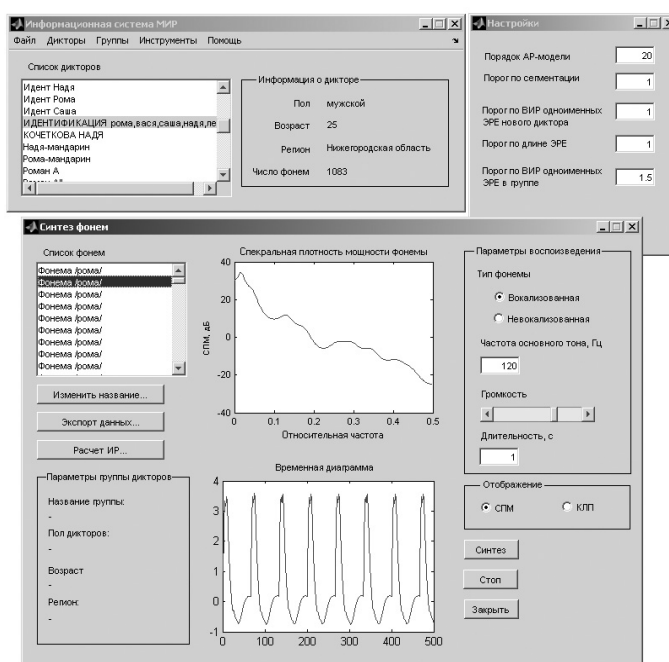 Информационная система МИР
Файл Дикторы Группы Инструменты Помощь
Список дикторов
Идент Надя
Идент Рома
Идент Саша
ИДЕНТИФИКАЦИЯ рома,вася,саша,надя,ле
КОЧЕТКОВА НАДЯ
Надя-мандарин
Рома-мандарин
Роман А
Информация о дикторе
Пол мужской
Возраст 25
Регион Нижегородская область
Число фонем 1083
Настройки
Порядок АР-модели 20
Порог по сегментации 1
Порог по ВИР одноименных
ЭРЕ нового диктора 1
Порог по длине ЭРЕ 1
Порог по ВИР одноименных
ЭРЕ в группе 1.5
Синтез фонем
Список фонем
Фонема /рома/
Фонема /рома/
Фонема /рома/
Фонема /рома/
Фонема /рома/
Фонема /рома/
Фонема /рома/
Фонема /рома/
Фонема /рома/
Изменить название...
Экспорт данных...
Расчет ИР...
Параметры группы дикторов
Название группы:
-
Пол дикторов:
-
Возраст
-
Регион:
-
Спекральная плотность мощности фонемы
СПМ, дБ
40
20
0
-20
-40
0 0.1 0.2 0.3 0.4 0.5
Относительная частота
Временная диаграмма
4
3
2
1
0
-1
0 100 200 300 400 500
Параметры воспоизведения
Тип фонемы
Вокализованная
Невокализованная
Частота основного тона, Гц
120
Громкость
Длительность, с
1
Отображение
СПМ КЛП
Синтез
Стоп
Закрыть